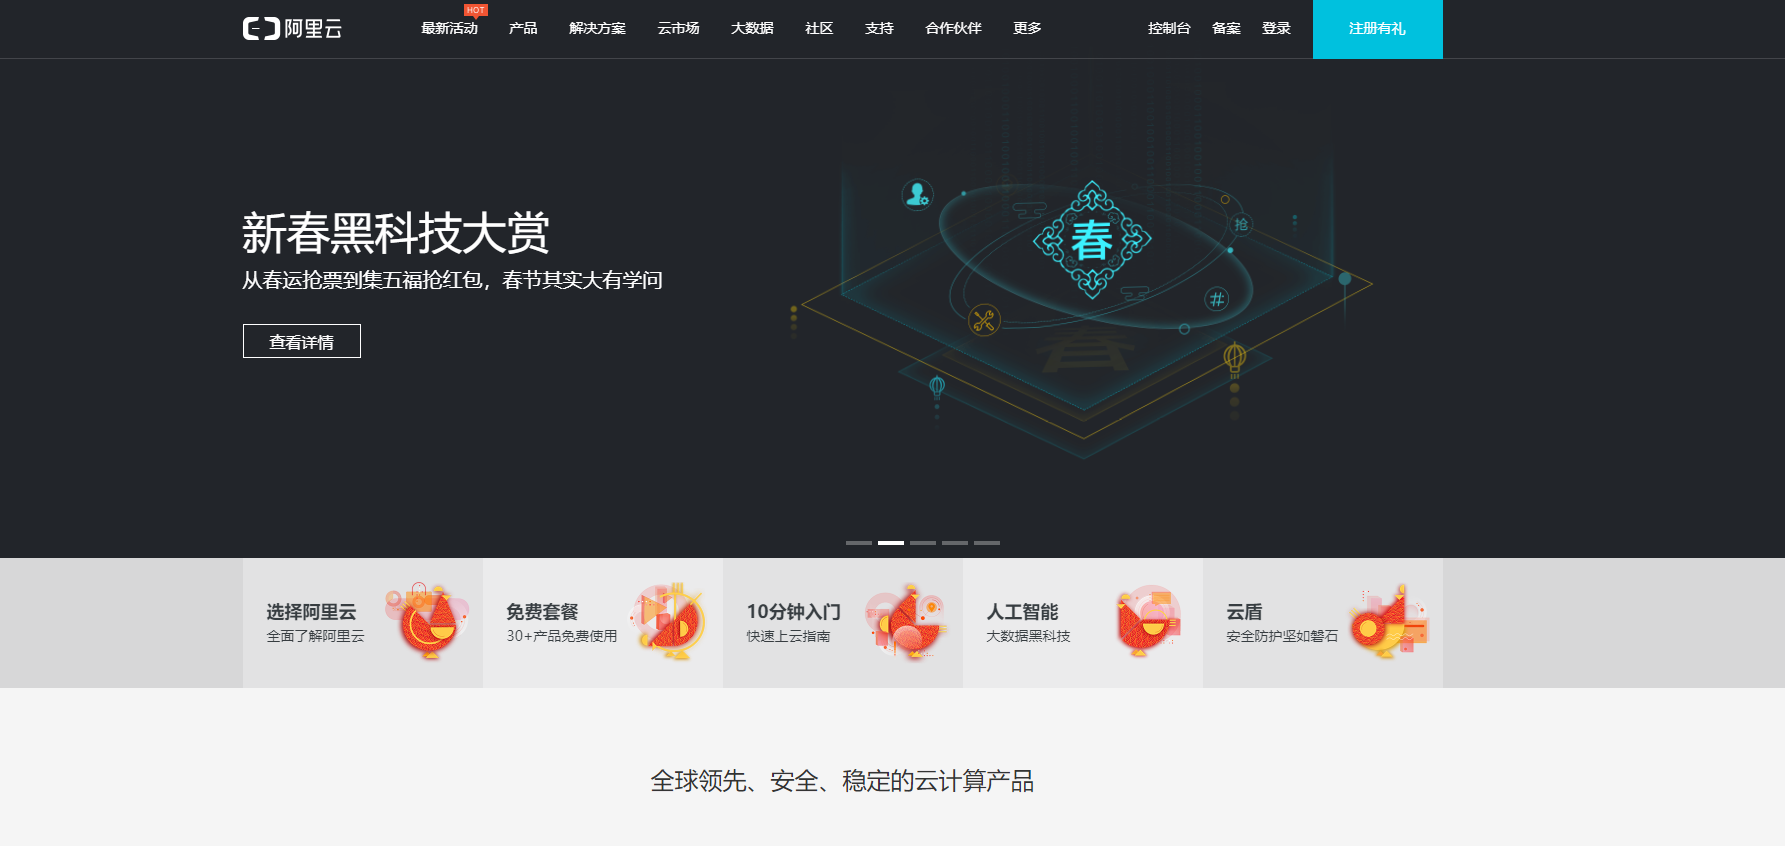 阿里云
最新活动 HOT 产品 解决方案 云市场 大数据 社区 支持 合作伙伴 更多 控制台 备案 登录 注册有礼
新春黑科技大赏
从春运抢票到集五福抢红包，春节其实大有学问
查看详情
春
抢
#
春
选择阿里云
全面了解阿里云
免费套餐
30+产品免费使用
10分钟入门
快速上云指南
人工智能
大数据黑科技
云盾
安全防护坚如磐石
全球领先、安全、稳定的云计算产品